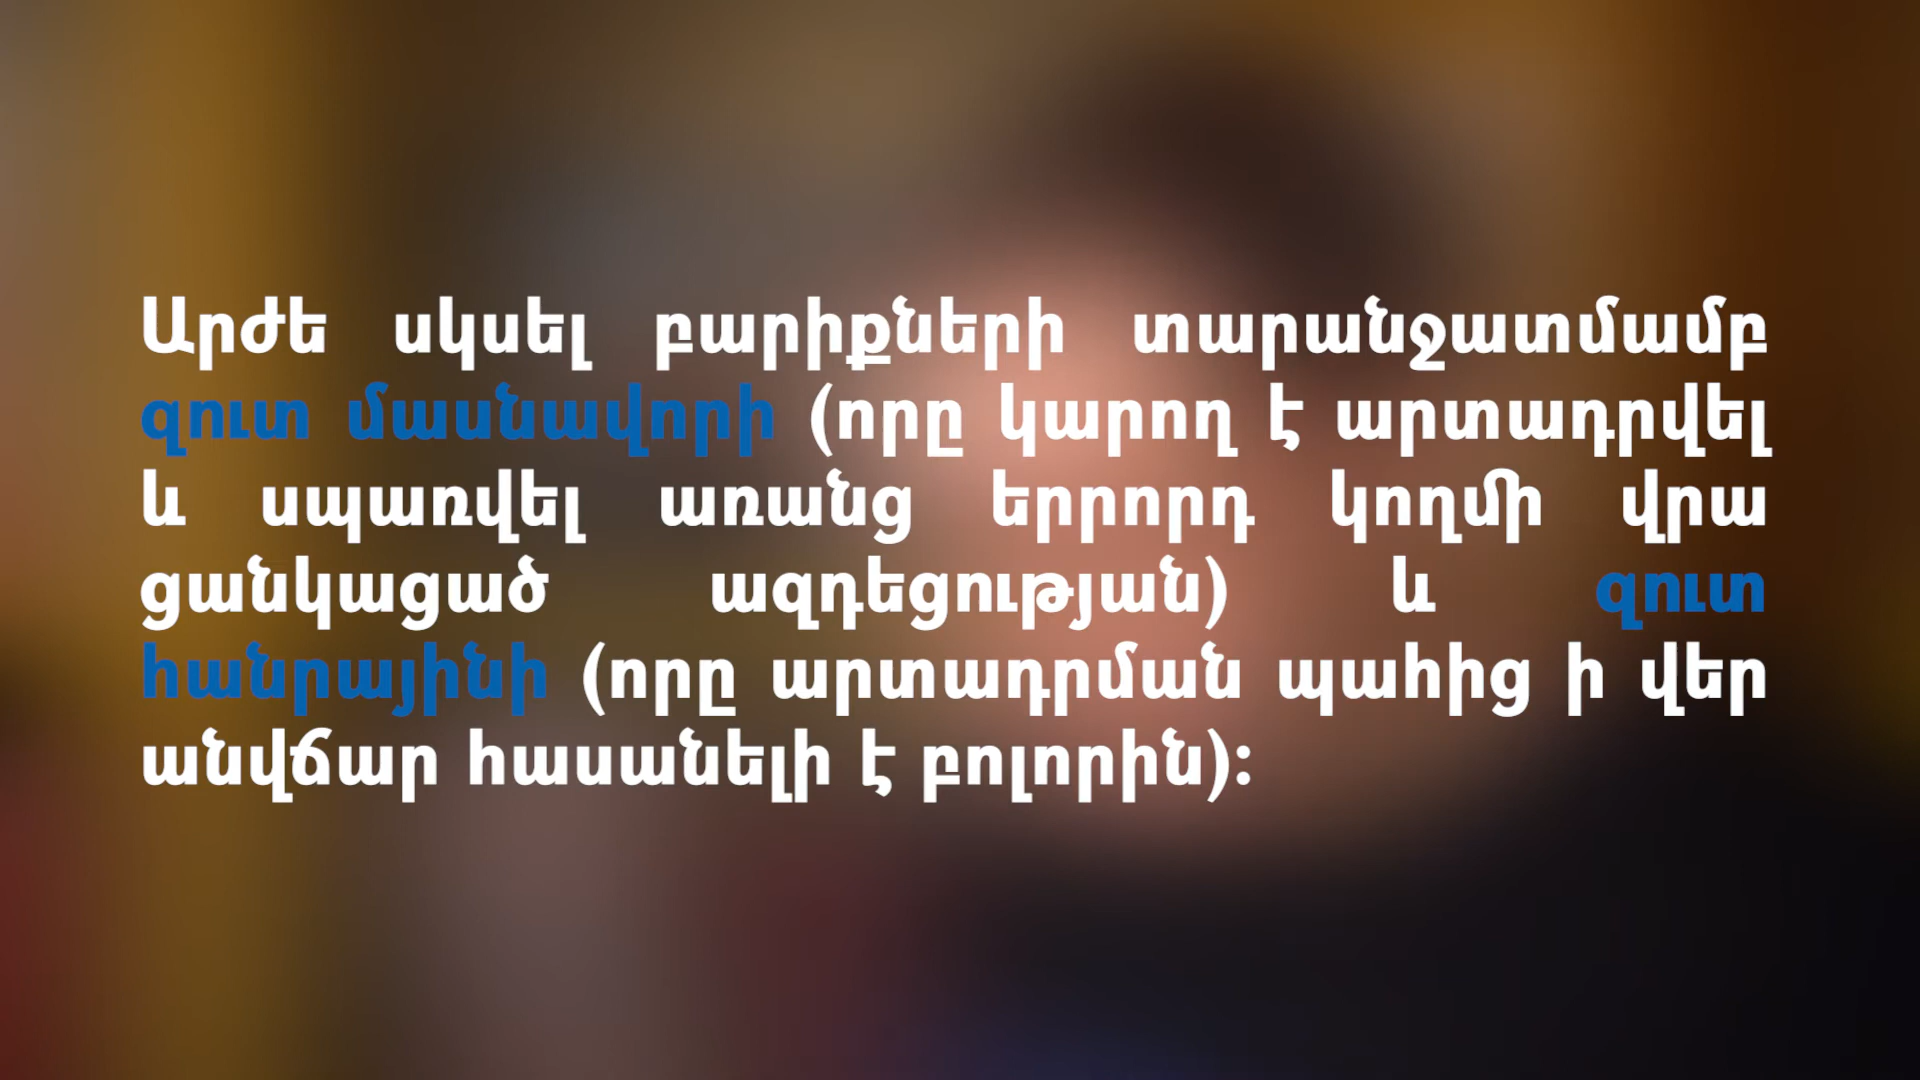 Արժե սկսել բարիքների տարանջատմամբ
զուտ մասնավորի (որը կարող է արտադրվել
և սպառվել առանց երրորդ կողմի վրա
ցանկացած ազդեցության) և զուտ
հանրայինի (որը արտադրման պահից ի վեր
անվճար հասանելի է բոլորին)։